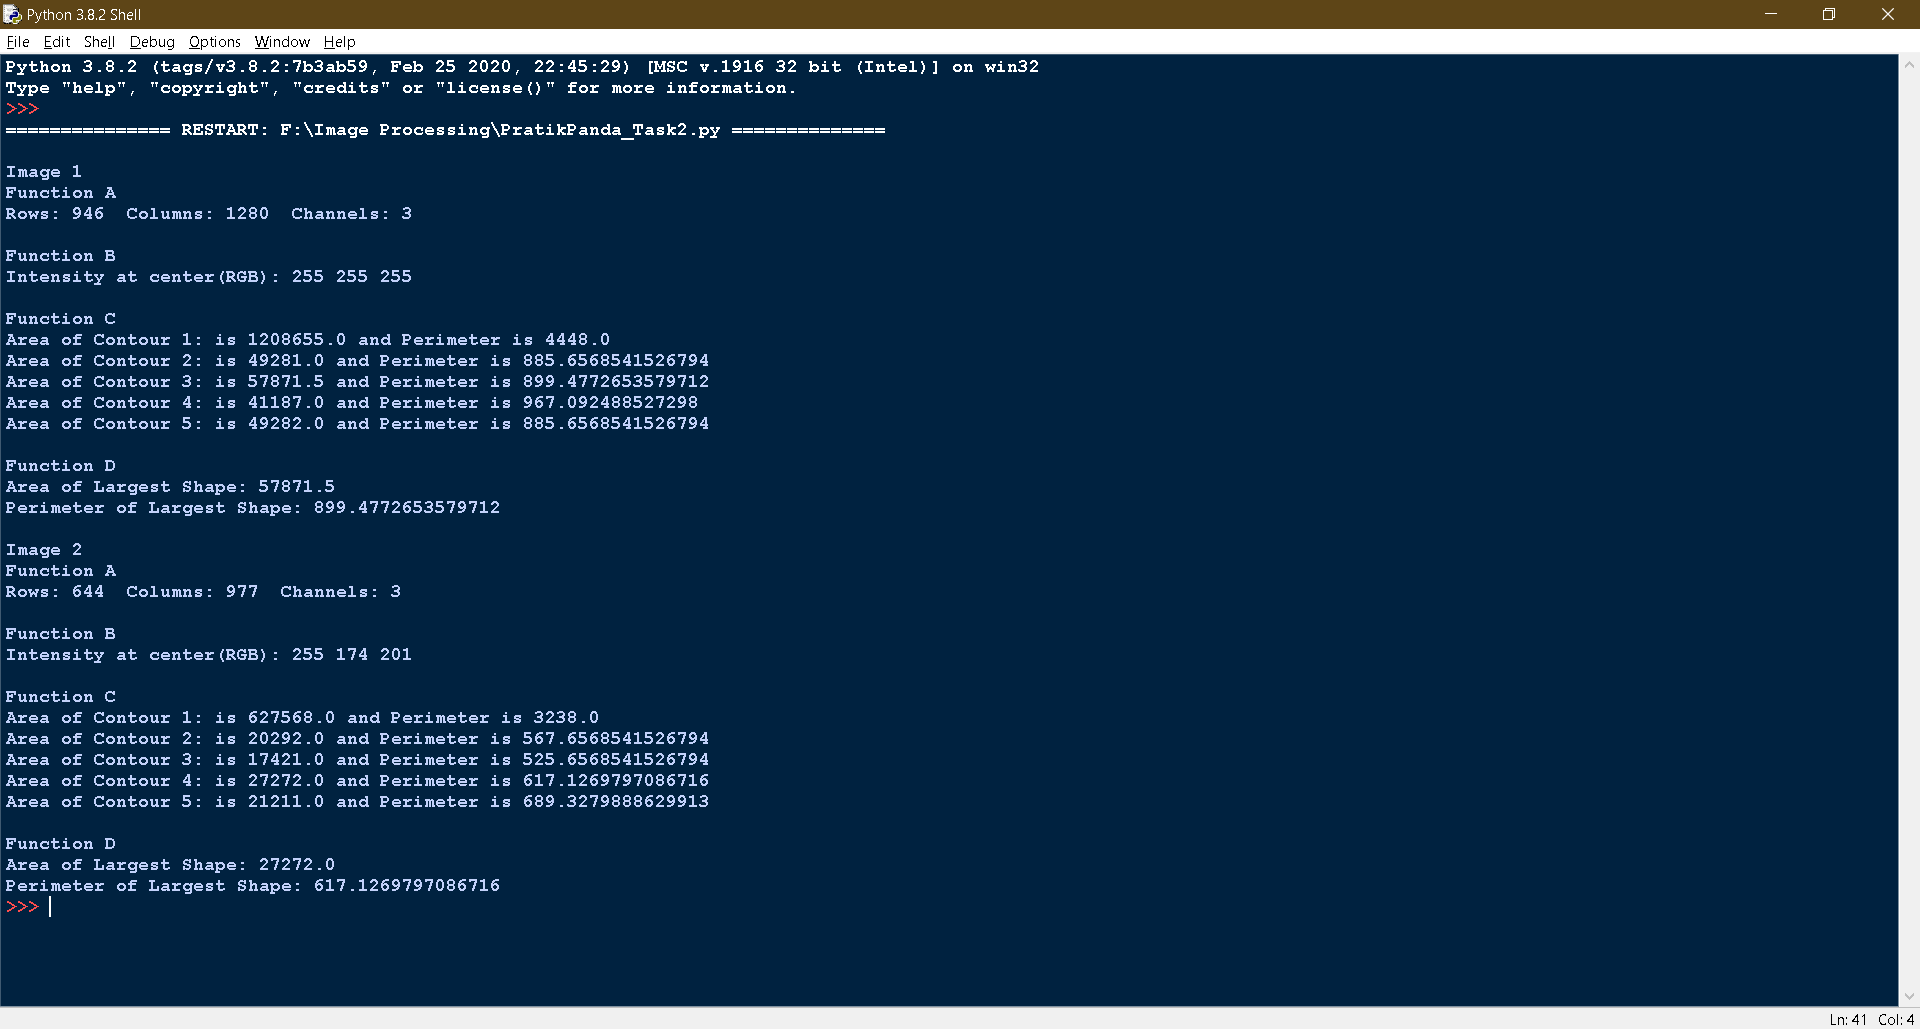 Python 3.8.2 Shell
File Edit Shell Debug Options Window Help
Python 3.8.2 (tags/v3.8.2:7b3ab59, Feb 25 2020, 22:45:29) [MSC v.1916 32 bit (Intel)] on win32
Type "help", "copyright", "credits" or "license()" for more information.
>>>
=============== RESTART: F:\Image Processing\PratikPanda_Task2.py ==============
Image 1
Function A
Rows: 946  Columns: 1280  Channels: 3
Function B
Intensity at center(RGB): 255 255 255
Function C
Area of Contour 1: is 1208655.0 and Perimeter is 4448.0
Area of Contour 2: is 49281.0 and Perimeter is 885.6568541526794
Area of Contour 3: is 57871.5 and Perimeter is 899.4772653579712
Area of Contour 4: is 41187.0 and Perimeter is 967.092488527298
Area of Contour 5: is 49282.0 and Perimeter is 885.6568541526794
Function D
Area of Largest Shape: 57871.5
Perimeter of Largest Shape: 899.4772653579712
Image 2
Function A
Rows: 644  Columns: 977  Channels: 3
Function B
Intensity at center(RGB): 255 174 201
Function C
Area of Contour 1: is 627568.0 and Perimeter is 3238.0
Area of Contour 2: is 20292.0 and Perimeter is 567.6568541526794
Area of Contour 3: is 17421.0 and Perimeter is 525.6568541526794
Area of Contour 4: is 27272.0 and Perimeter is 617.1269797086716
Area of Contour 5: is 21211.0 and Perimeter is 689.3279888629913
Function D
Area of Largest Shape: 27272.0
Perimeter of Largest Shape: 617.1269797086716
>>>
Ln: 41 Col: 4